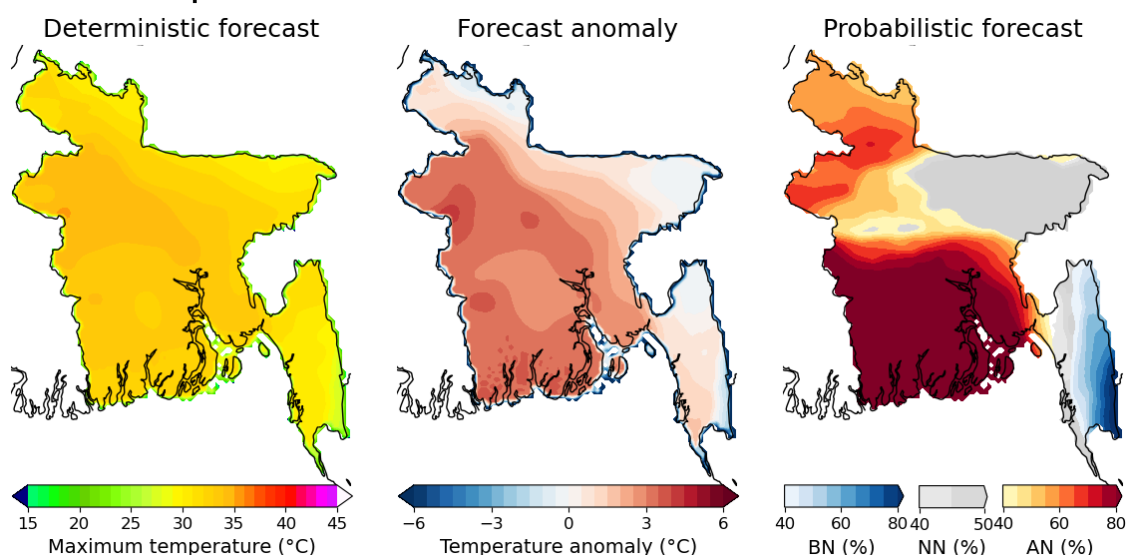 Deterministic forecast
Forecast anomaly
Probabilistic forecast
15 20 25 30 35 40 45
Maximum temperature (°C)
−6 −3 0 3 6
Temperature anomaly (°C)
40 60 80
BN (%)
40 50
NN (%)
40 60 80
AN (%)